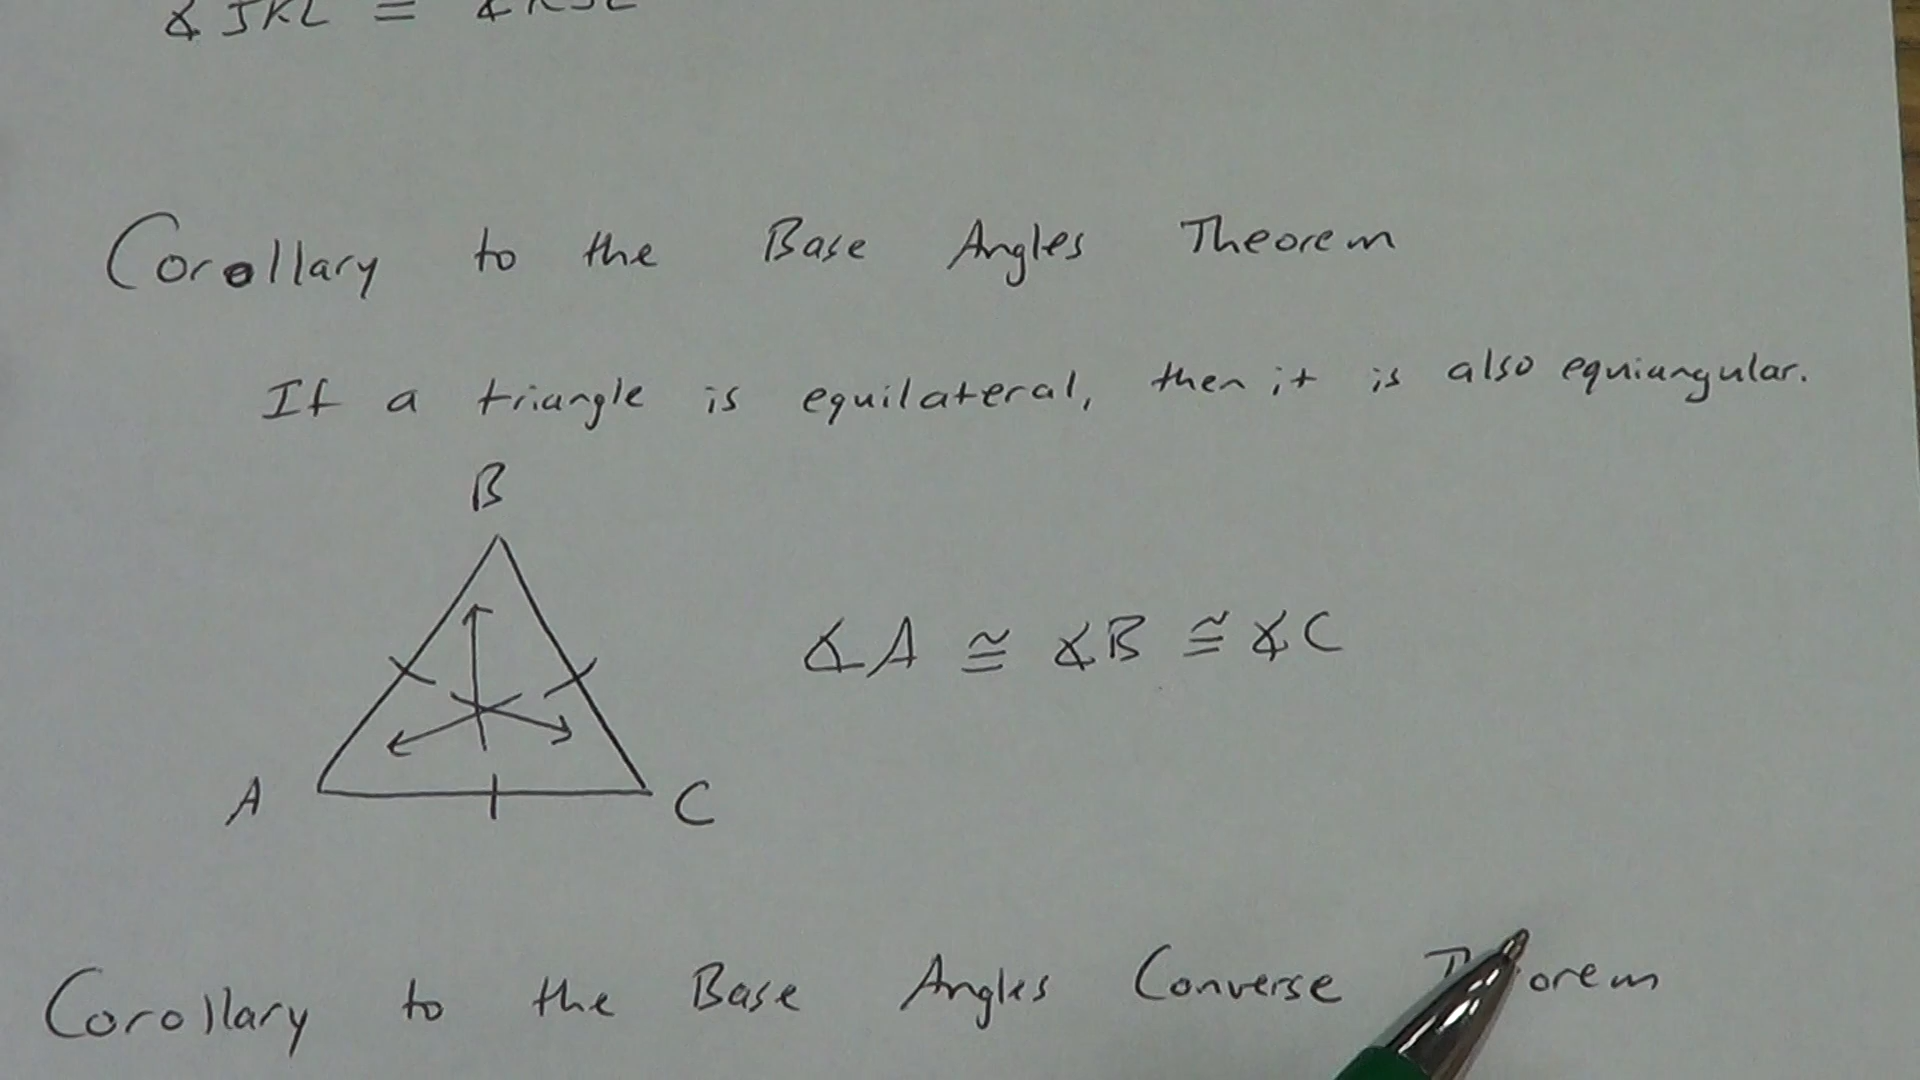 ∡JKL =
Corollary to the Base Angles Theorem
If a triangle is equilateral, then it is also equiangular.
B
∡A ≅ ∡B ≅ ∡C
A C
Corollary to the Base Angles Converse